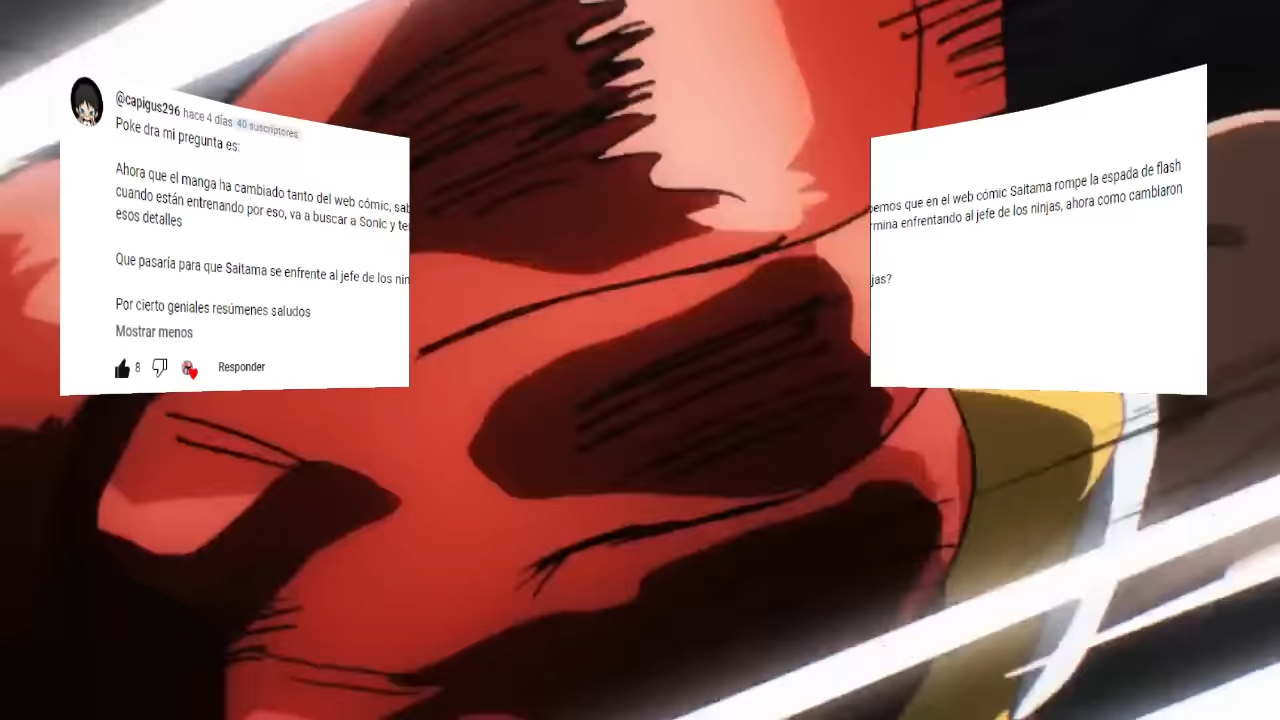 @capigus296 hace 4 días 40 suscriptores
Poke dra mi pregunta es:
Ahora que el manga ha cambiado tanto del web cómic, sab emos que en el web cómic Saitama rompe la espada de flash
cuando están entrenando por eso, va a buscar a Sonic y te rmina enfrentando al jefe de los ninjas, ahora como cambiaron
esos detalles
Que pasaría para que Saitama se enfrente al jefe de los nin jas?
Por cierto geniales resúmenes saludos
Mostrar menos
8 Responder